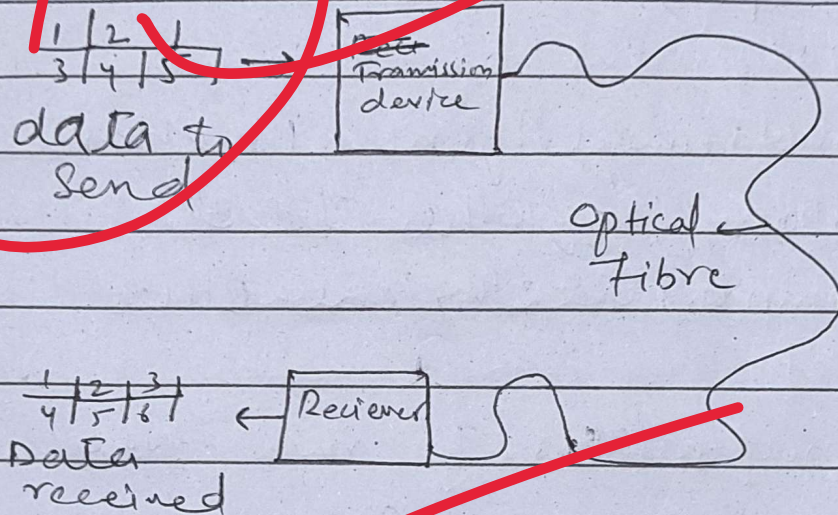 1 2 1
3 4 5
Tranmission
device
data to
Send
Optical
Fibre
1 2 3
4 5 6
Reciever
Data
received